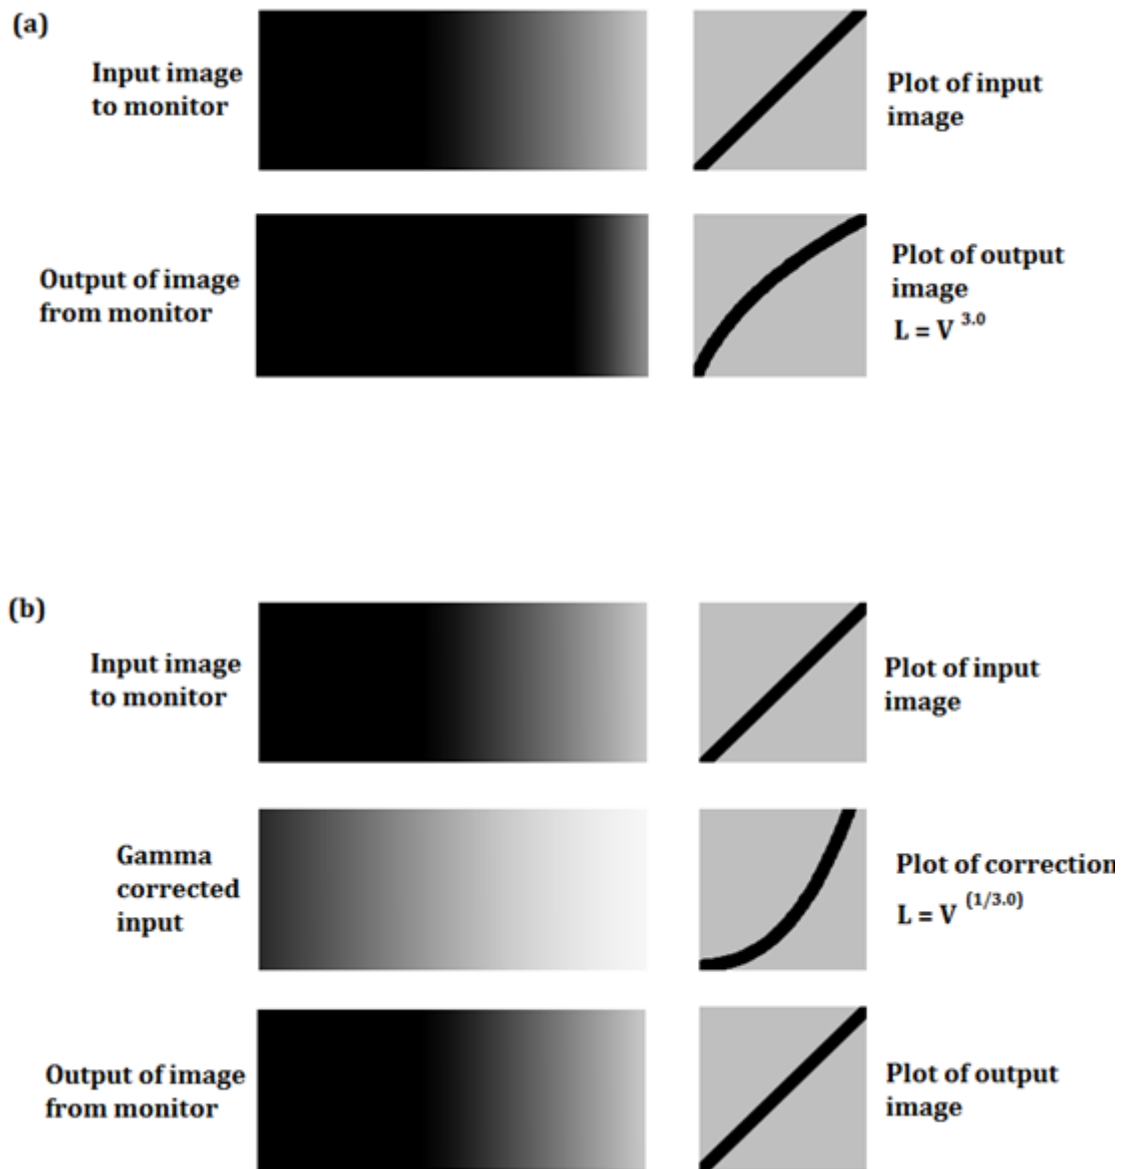 (a)
Input image
to monitor
Plot of input
image
Output of image
from monitor
Plot of output
image
L = V 3.0
(b)
Input image
to monitor
Plot of input
image
Gamma
corrected
input
Plot of correction
L = V (1/3.0)
Output of image
from monitor
Plot of output
image